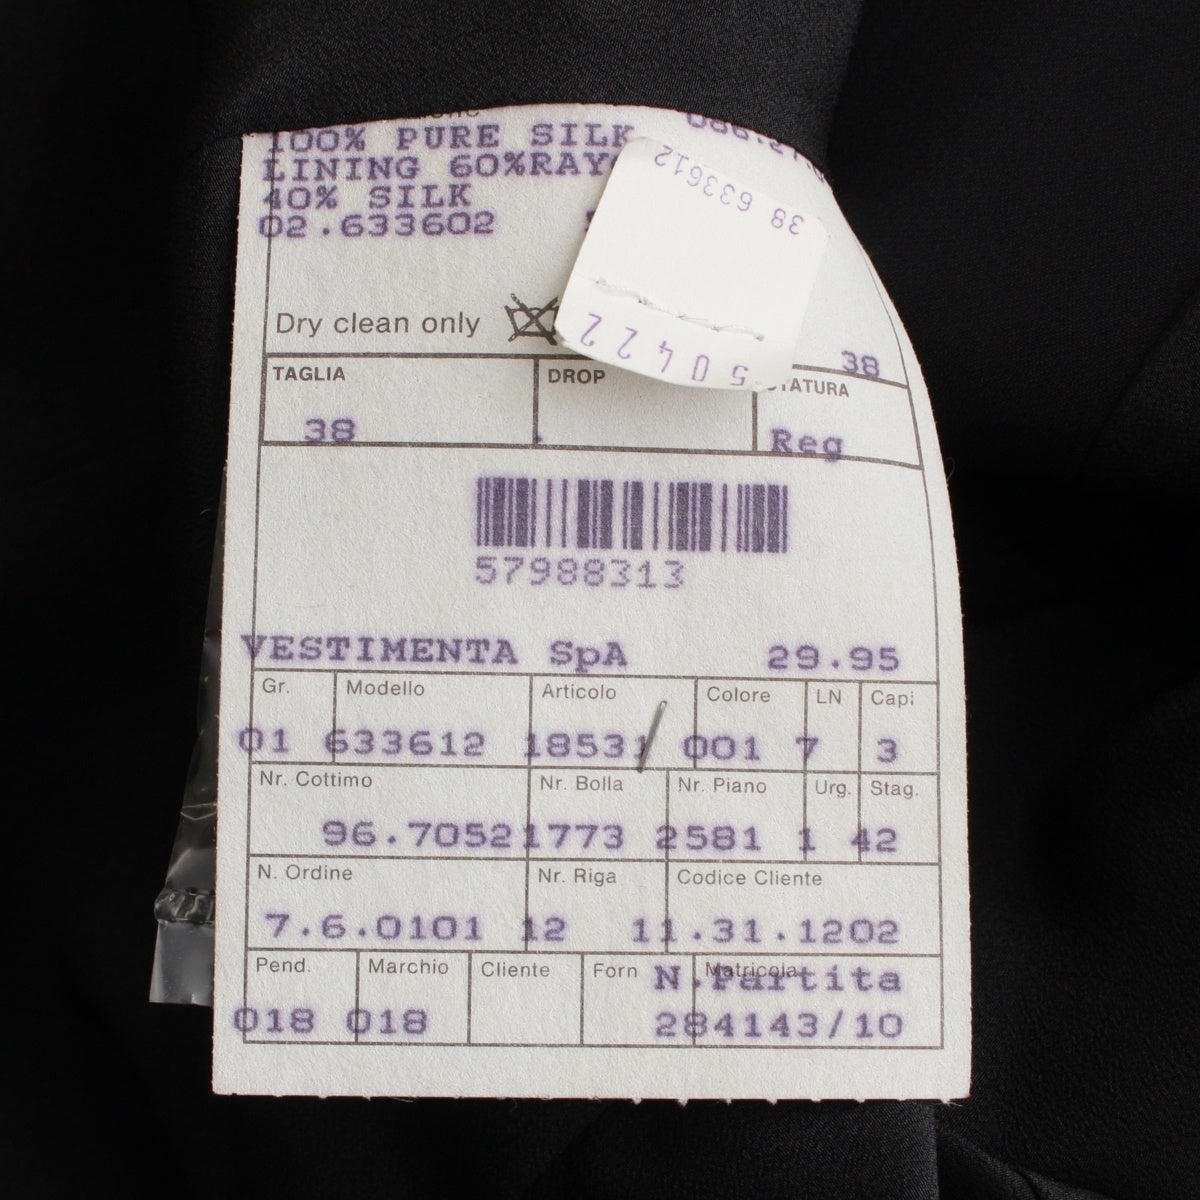 100% PURE SILK
LINING 60%RAY
40% SILK
02.633602
38 633612
50422
Dry clean only
38
TAGLIA DROP STATURA
38 Reg
57988313
VESTIMENTA SpA 29.95
Gr. Modello Articolo Colore LN Capi
01 633612 18531 001 7 3
Nr. Cottimo Nr. Bolla Nr. Piano Urg. Stag.
96.70521773 2581 1 42
N. Ordine Nr. Riga Codice Cliente
7.6.0101 12 11.31.1202
Pend. Marchio Cliente Forn Matricola
N.Partita
018 018 284143/10